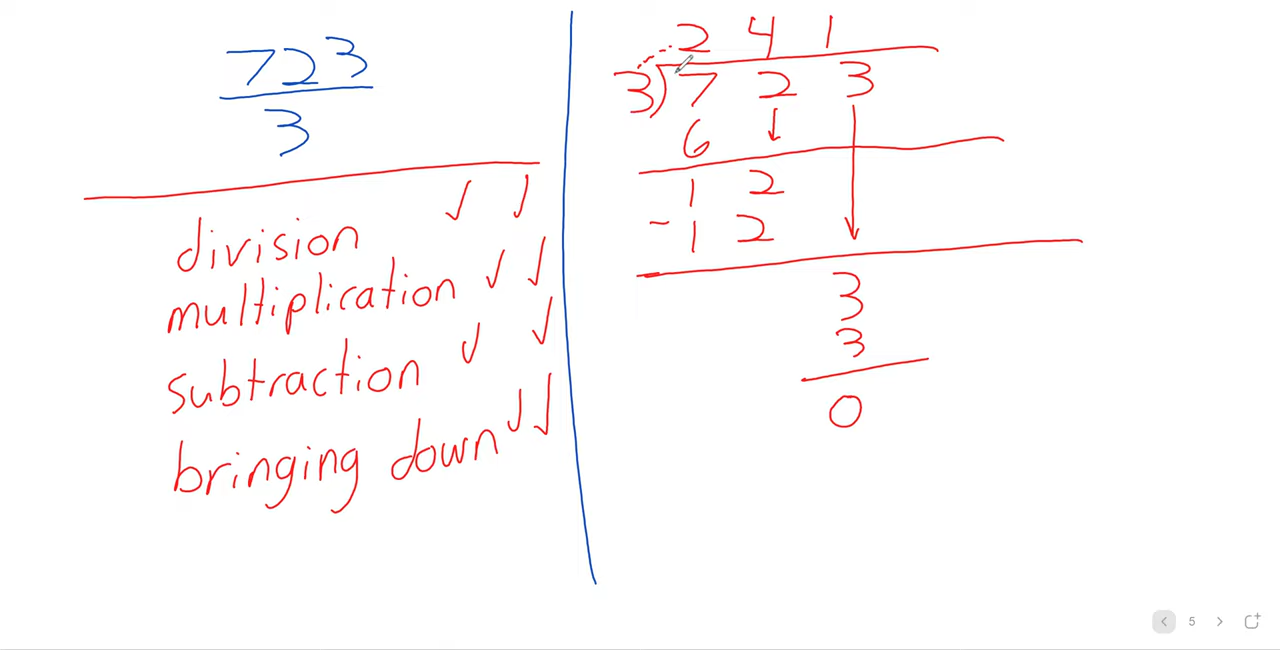 723
3
division ✓ ✓
multiplication ✓ ✓
subtraction ✓ ✓
bringing down ✓ ✓
2 4 1
3)7 2 3
6 ↓
1 2
- 1 2 ↓
3
3
0
5